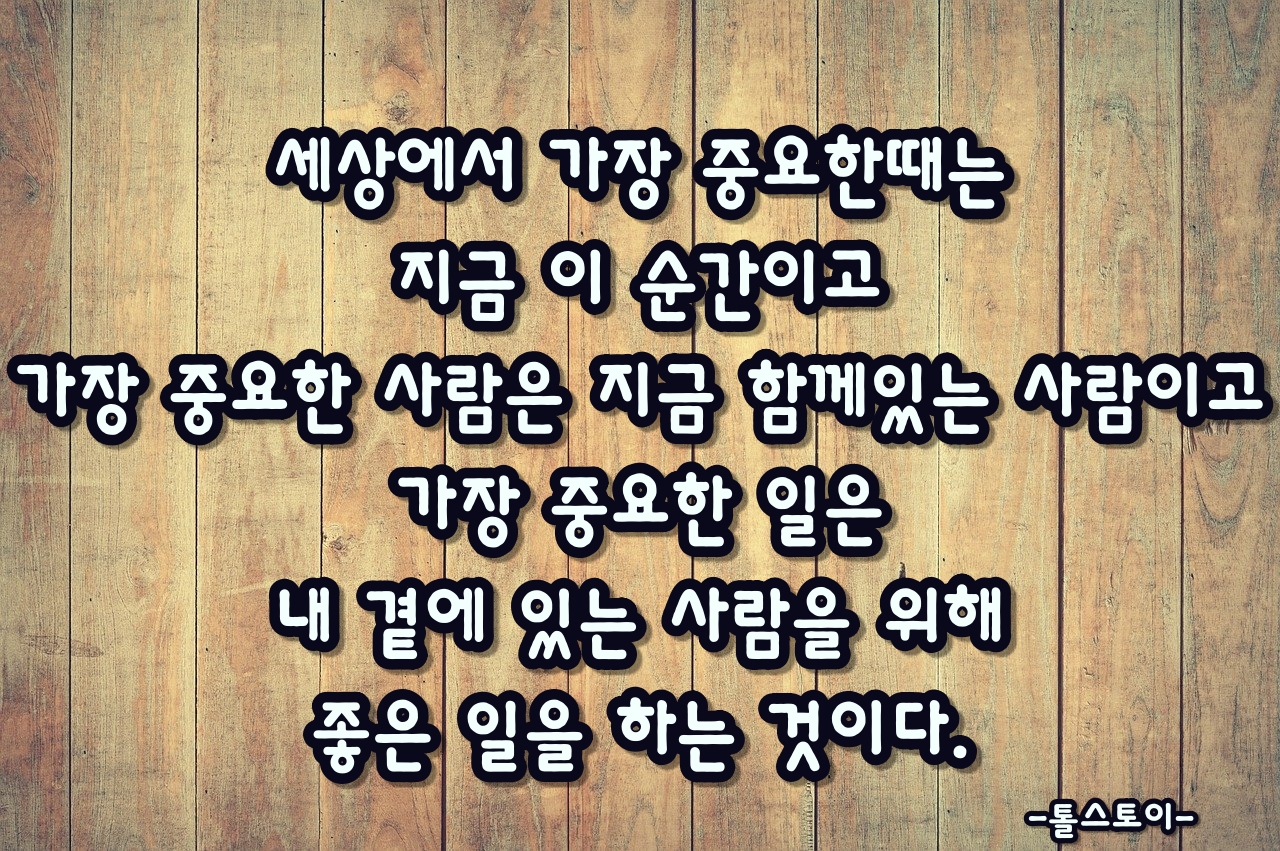 세상에서 가장 중요한때는
지금 이 순간이고
가장 중요한 사람은 지금 함께있는 사람이고
가장 중요한 일은
내 곁에 있는 사람을 위해
좋은 일을 하는 것이다.
-톨스토이-